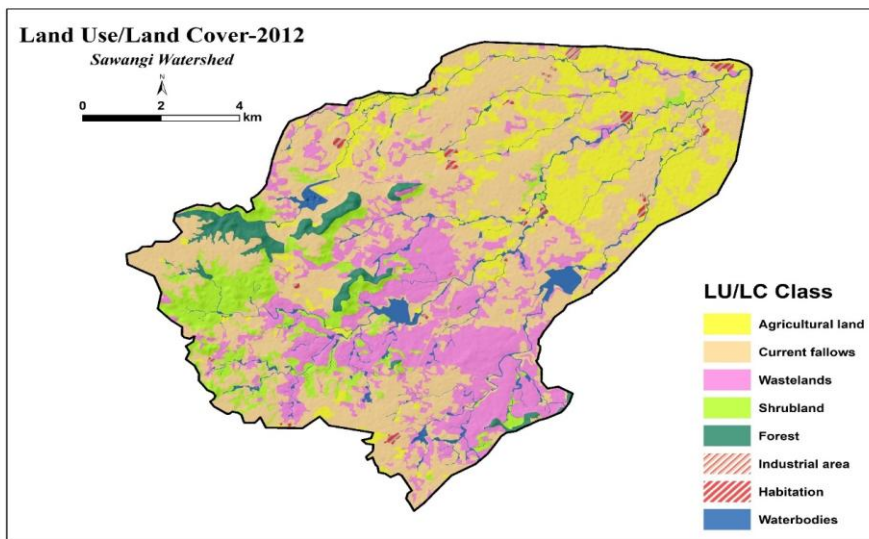 Land Use/Land Cover-2012
Sawangi Watershed
N
0 2 4
km
LU/LC Class
Agricultural land
Current fallows
Wastelands
Shrubland
Forest
Industrial area
Habitation
Waterbodies